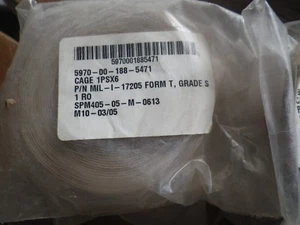 5970001885471
5970-00-188-5471
CAGE 1PSX6
P/N MIL-I-17205 FORM T, GRADE S
1 RO
SPM405-05-M-0613
M10-03/05